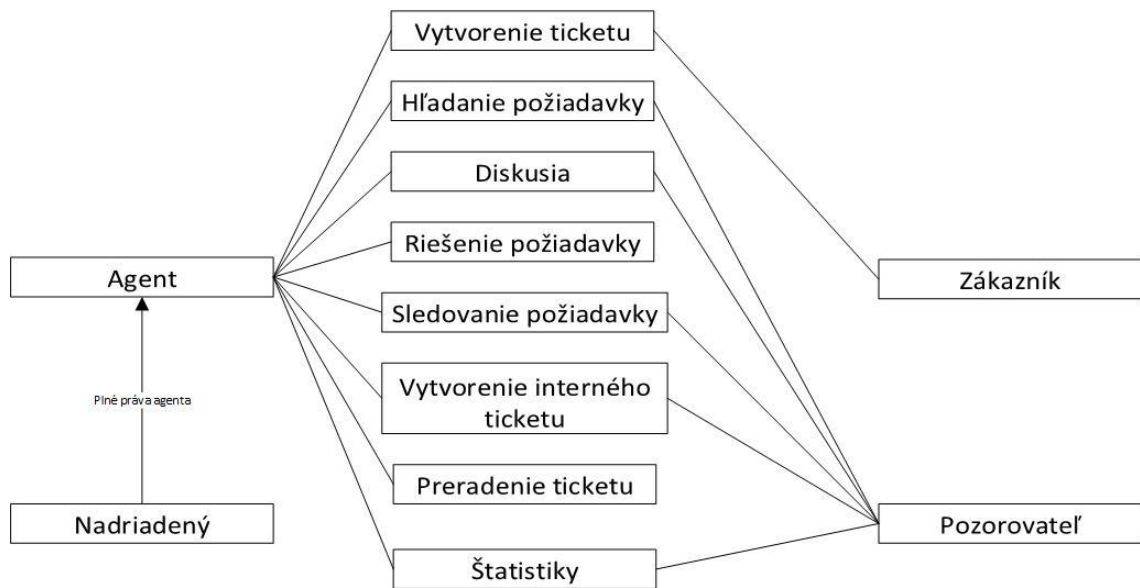 Vytvorenie ticketu
Hľadanie požiadavky
Diskusia
Riešenie požiadavky
Agent
Zákazník
Sledovanie požiadavky
Vytvorenie interného
ticketu
Plné práva agenta
Preradenie ticketu
Nadriadený
Pozorovateľ
Štatistiky